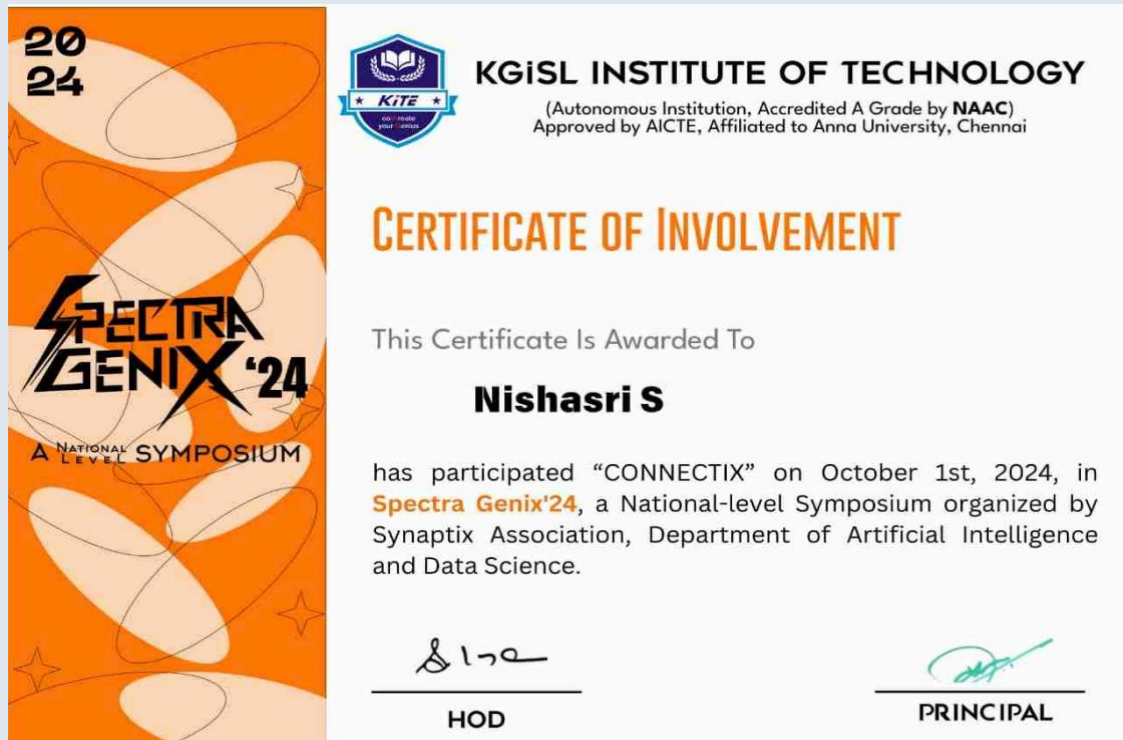 20
24
SPECTRA
GENIX ‘24
A NATIONAL LEVEL SYMPOSIUM
KiTE
KGiSL INSTITUTE OF TECHNOLOGY
(Autonomous Institution, Accredited A Grade by NAAC)
Approved by AICTE, Affiliated to Anna University, Chennai
CERTIFICATE OF INVOLVEMENT
This Certificate Is Awarded To
Nishasri S
has participated “CONNECTIX” on October 1st, 2024, in
Spectra Genix'24, a National-level Symposium organized by
Synaptix Association, Department of Artificial Intelligence
and Data Science.
HOD
PRINCIPAL